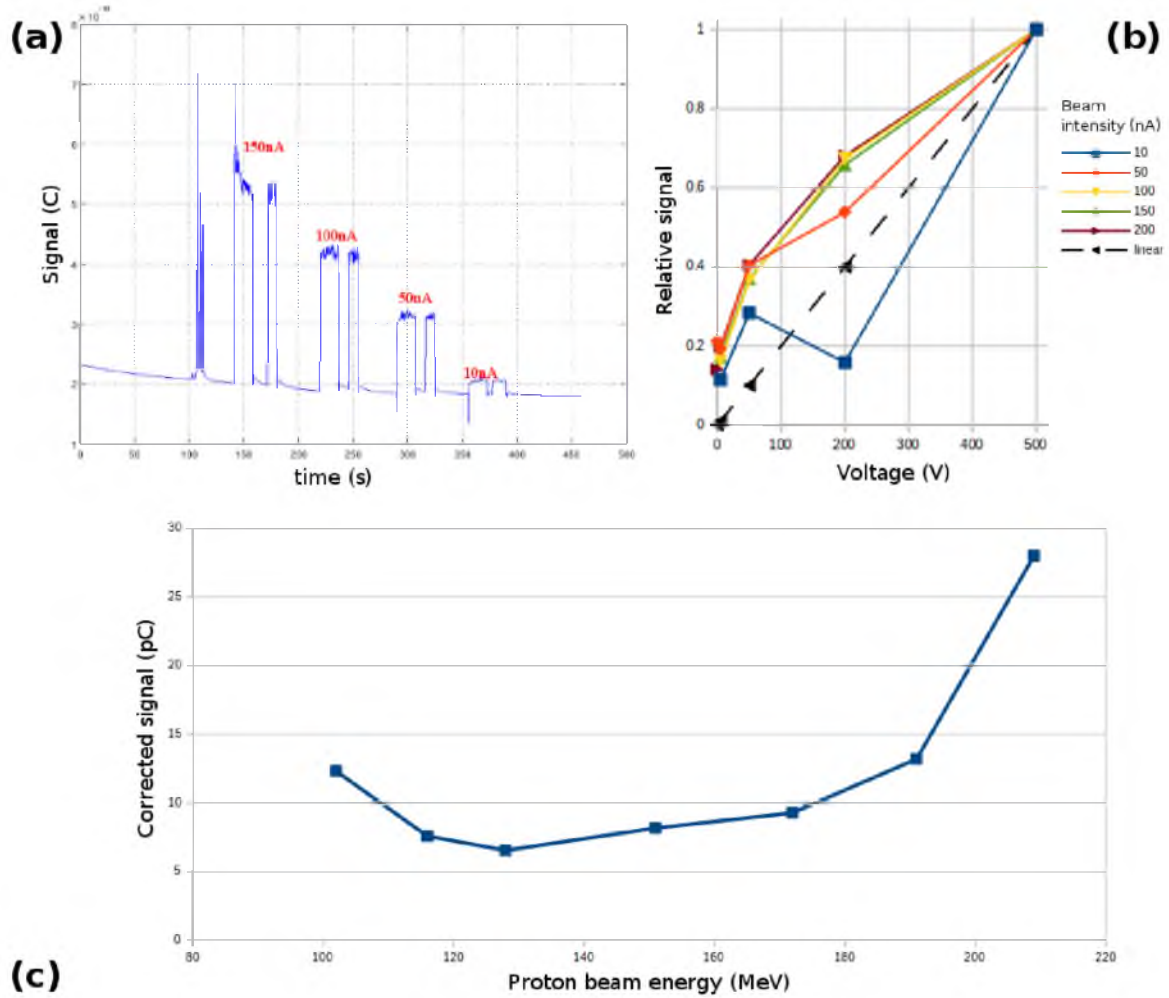 (a)
8
7
6
5
4
3
2
1
Signal (C)
150nA
100nA
50nA
10nA
0 50 100 150 200 250 300 350 400 450 500
time (s)
(b)
1
0.8
0.6
0.4
0.2
0
Relative signal
0 100 200 300 400 500
Voltage (V)
Beam
intensity (nA)
10
50
100
150
200
linear
(c)
30
25
20
15
10
5
0
Corrected signal (pC)
80 100 120 140 160 180 200 220
Proton beam energy (MeV)